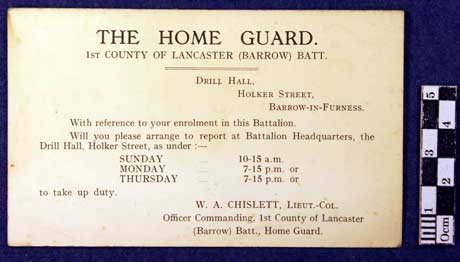 THE HOME GUARD.
1ST COUNTY OF LANCASTER (BARROW) BATT.
DRILL HALL,
HOLKER STREET,
BARROW-IN-FURNESS.
With reference to your enrolment in this Battalion.
Will you please arrange to report at Battalion Headquarters, the
Drill Hall, Holker Street, as under :—
SUNDAY ... 10-15 a.m.
MONDAY ... 7-15 p.m. or
THURSDAY ... 7-15 p.m. or
to take up duty.
W. A. CHISLETT, LIEUT.-COL.
Officer Commanding, 1st County of Lancaster
(Barrow) Batt., Home Guard.
0cm 1 2 3 4 5